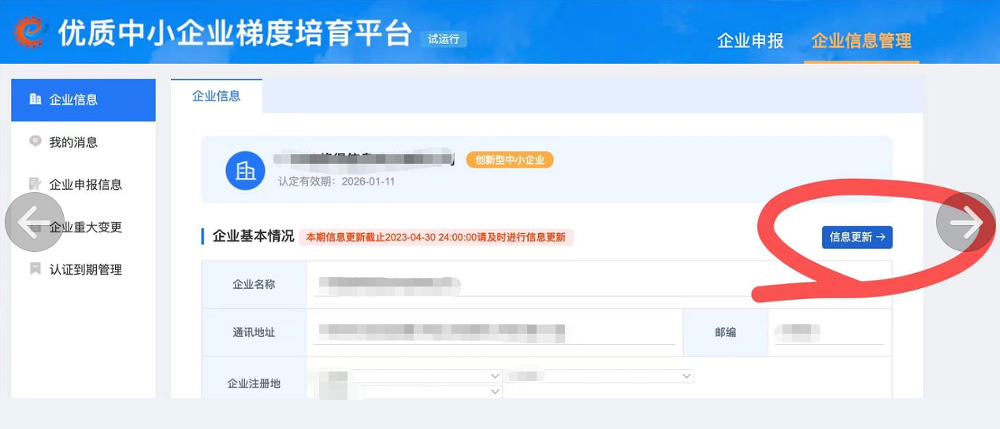 优质中小企业梯度培育平台 试运行
企业申报 企业信息管理
企业信息
我的消息
企业申报信息
企业重大变更
认证到期管理
企业信息
创新型中小企业
认定有效期：2026-01-11
企业基本情况 本期信息更新截止2023-04-30 24:00:00请及时进行信息更新 信息更新
企业名称
通讯地址 邮编
企业注册地